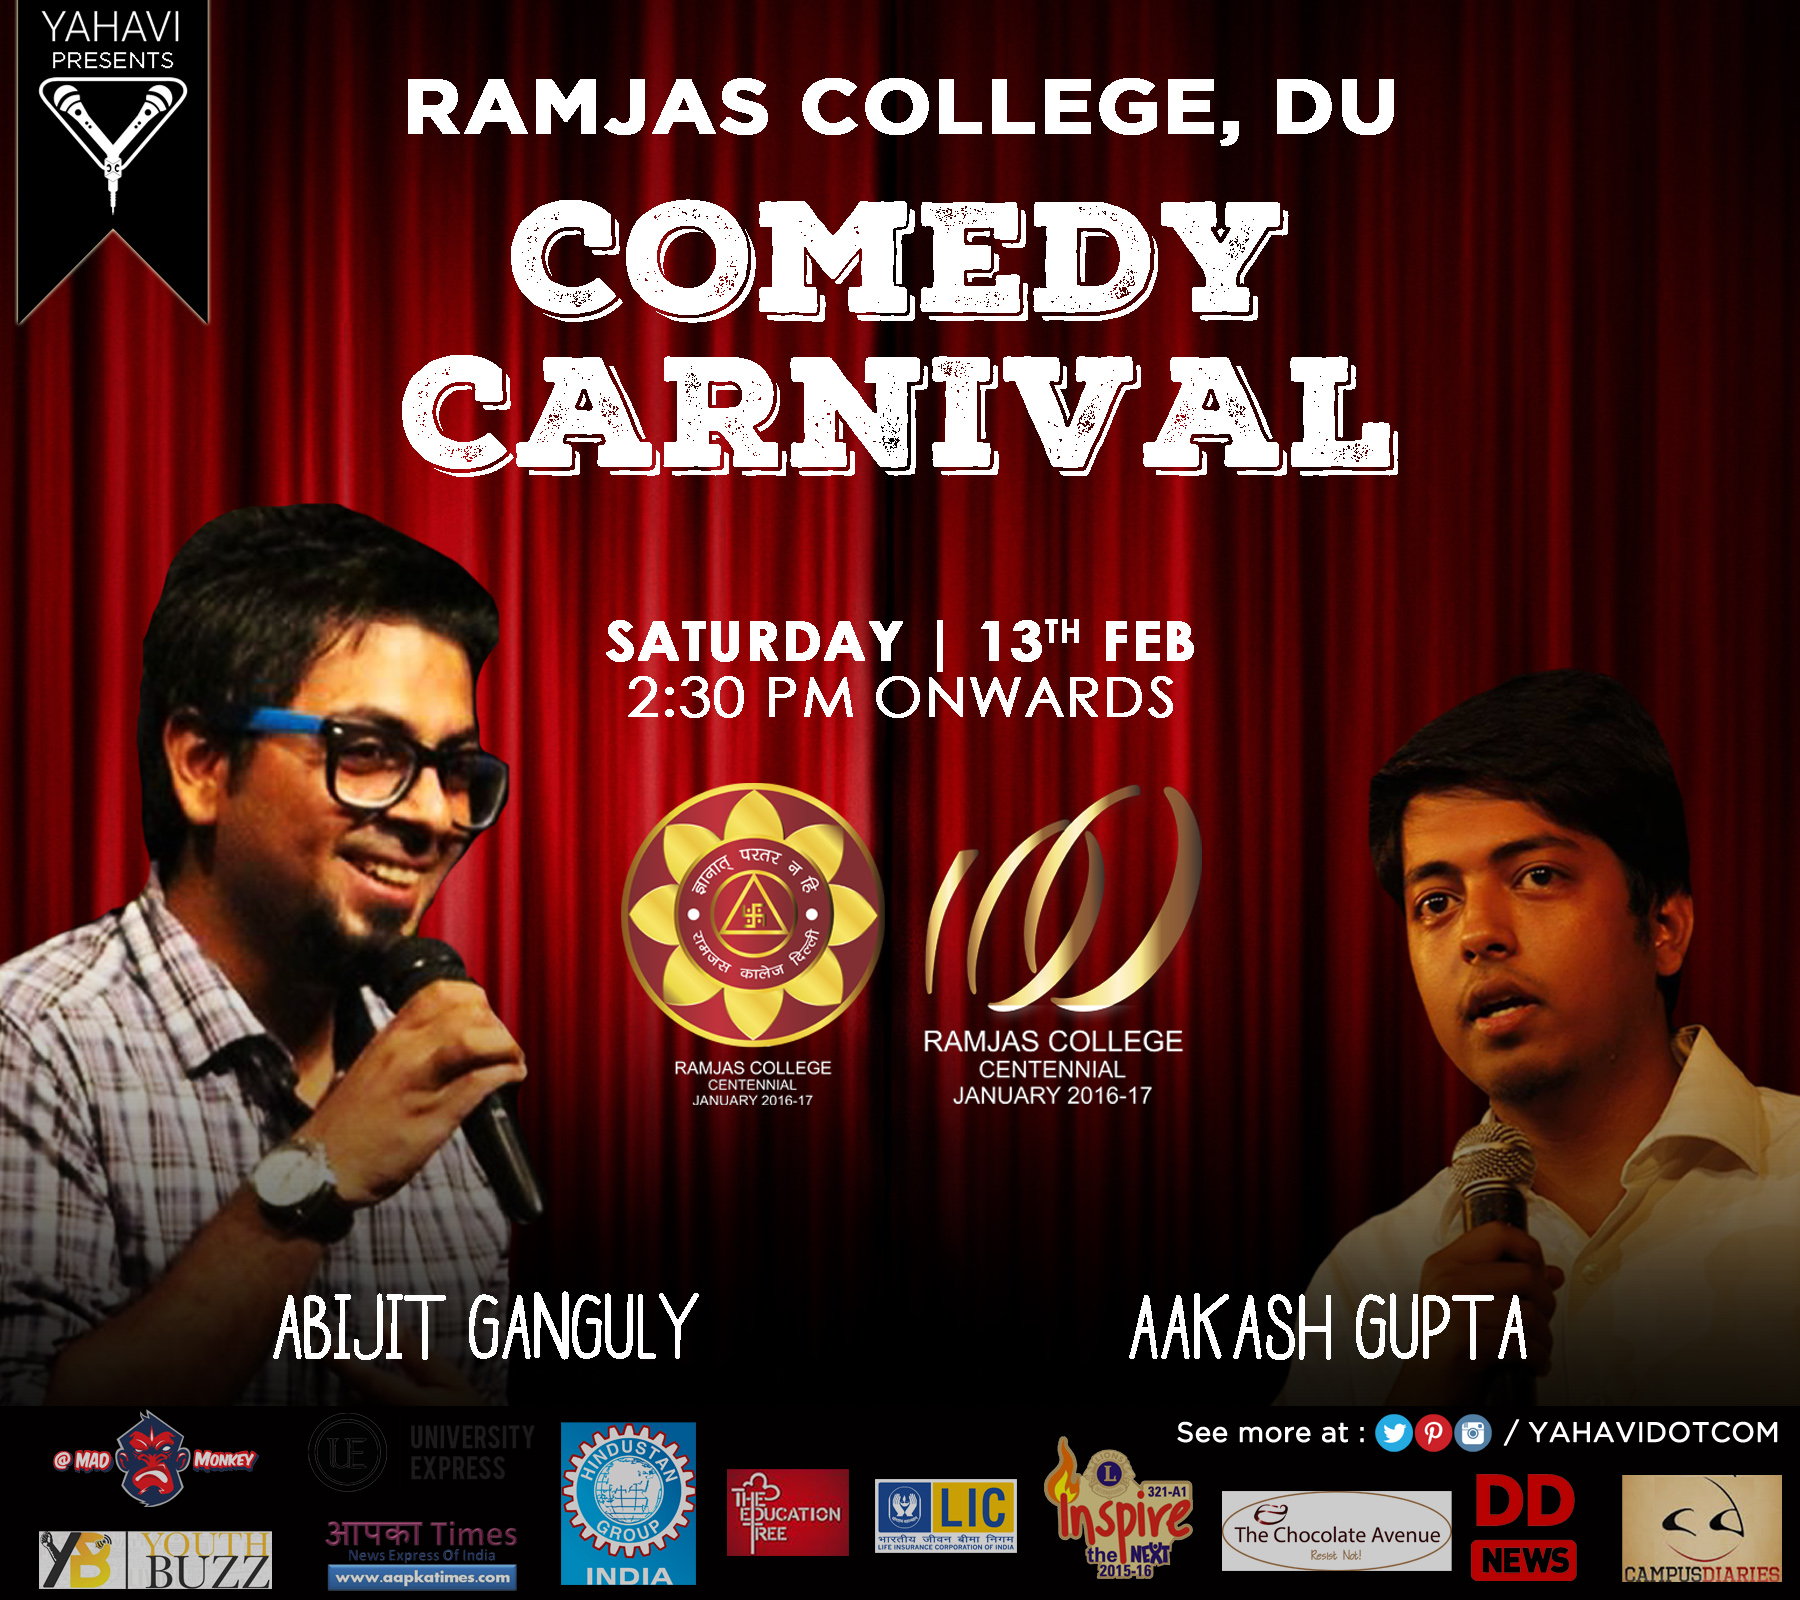 YAHAVI
PRESENTS
RAMJAS COLLEGE, DU
COMEDY
CARNIVAL
SATURDAY | 13TH FEB
2:30 PM ONWARDS
ज्ञानात् परतर न हि
रामजस कालेज दिल्ली
RAMJAS COLLEGE
CENTENNIAL
JANUARY 2016-17
RAMJAS COLLEGE
CENTENNIAL
JANUARY 2016-17
ABIJIT GANGULY
AAKASH GUPTA
See more at : / YAHAVIDOTCOM
@ MAD MONKEY
UE
UNIVERSITY
EXPRESS
HINDUSTAN
GROUP
INDIA
THE
EDUCATION
TREE
LIC
भारतीय जीवन बीमा निगम
LIFE INSURANCE CORPORATION OF INDIA
LIONS
L
321-A1
Inspire
the NEXT
2015-16
The Chocolate Avenue
Resist Not!
DD
NEWS
CAMPUSDIARIES
YB
YOUTH
BUZZ
आपका Times
News Express Of India
www.aapkatimes.com